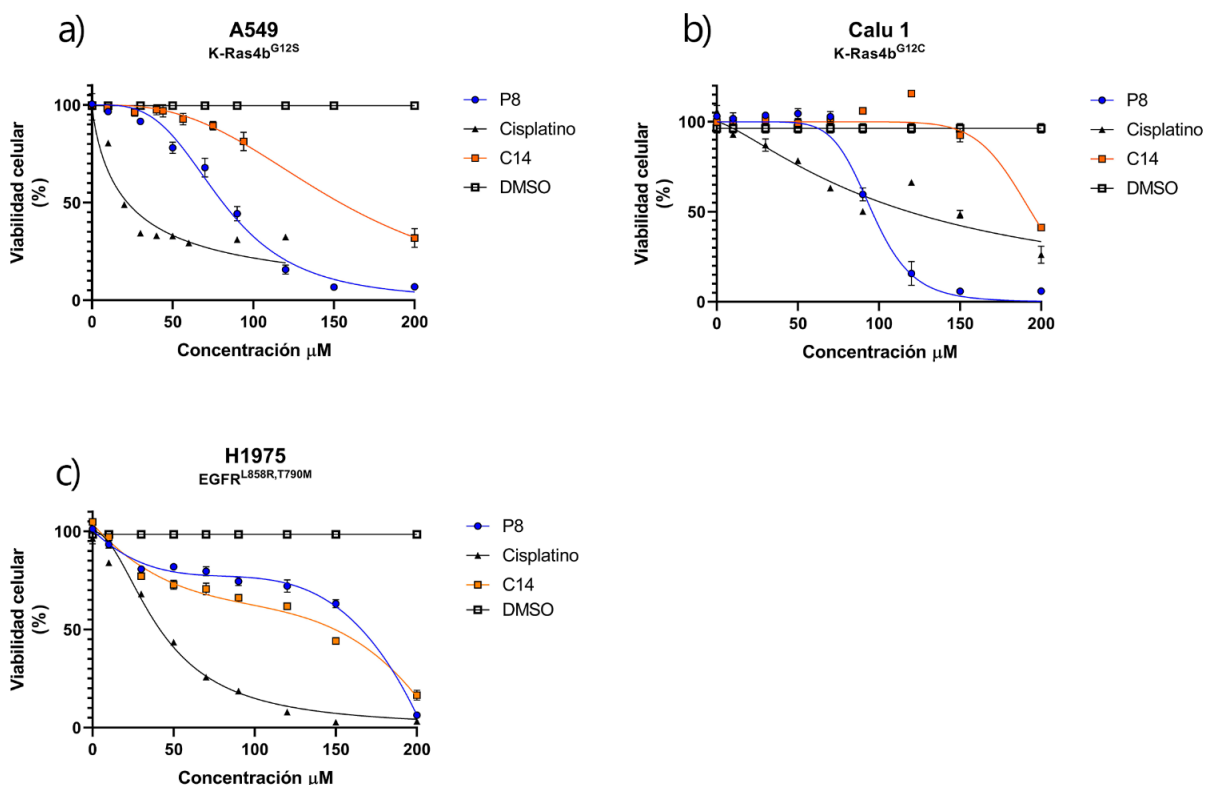 a)
A549
K-Ras4b^G12S
100
50
0
0 50 100 150 200
Viabilidad celular
(%)
Concentración μM
P8
Cisplatino
C14
DMSO
b)
Calu 1
K-Ras4b^G12C
100
50
0
0 50 100 150 200
Viabilidad celular
(%)
Concentración μM
P8
Cisplatino
C14
DMSO
c)
H1975
EGFR^L858R,T790M
100
50
0
0 50 100 150 200
Viabilidad celular
(%)
Concentración μM
P8
Cisplatino
C14
DMSO